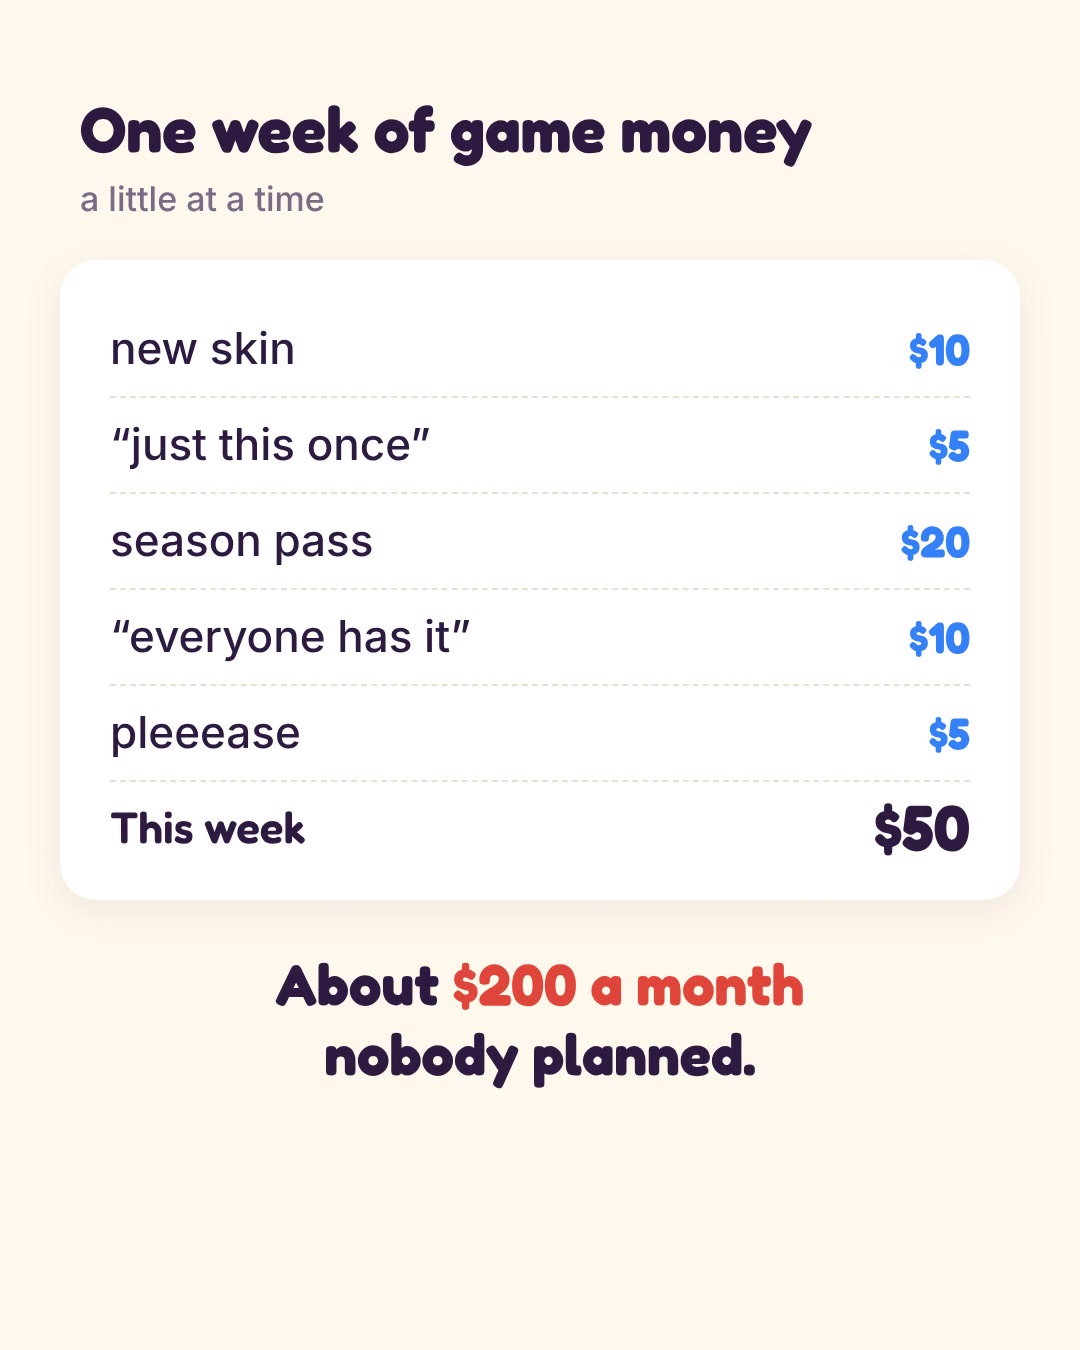 One week of game money
a little at a time
new skin $10
“just this once” $5
season pass $20
“everyone has it” $10
pleeease $5
This week $50
About $200 a month
nobody planned.